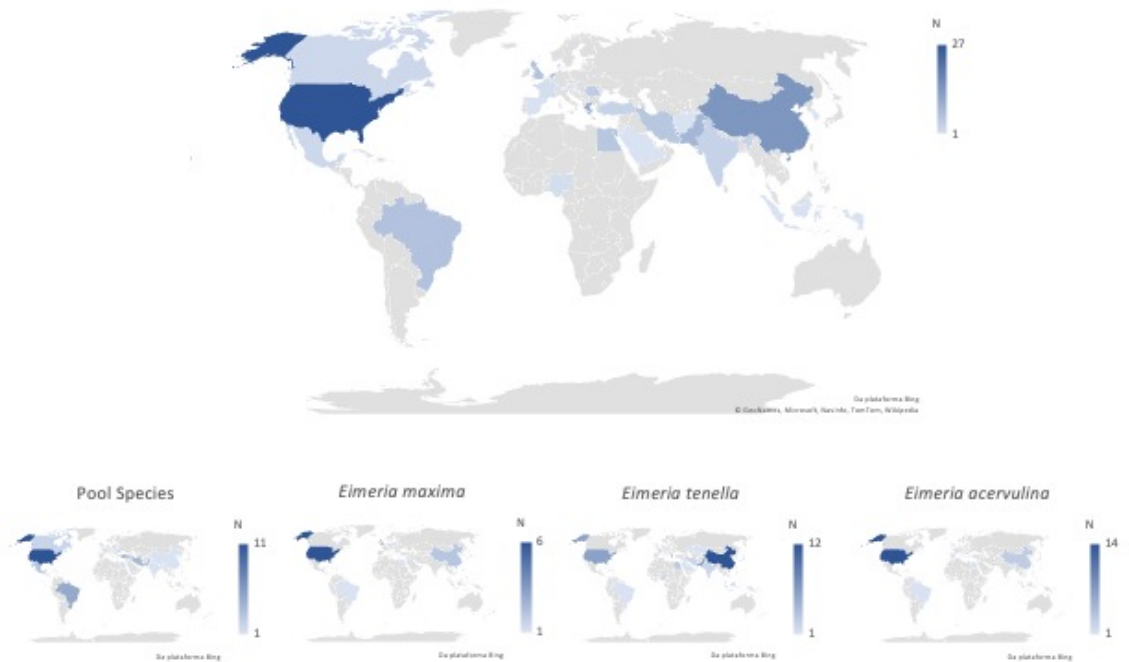 N
27
1
Da plataforma Bing
© GeoNames, Microsoft, Navinfo, TomTom, Wikipedia
Pool Species
Eimeria maxima
Eimeria tenella
Eimeria acervulina
N
11
1
Da plataforma Bing
N
6
1
Da plataforma Bing
N
12
1
Da plataforma Bing
N
14
1
Da plataforma Bing